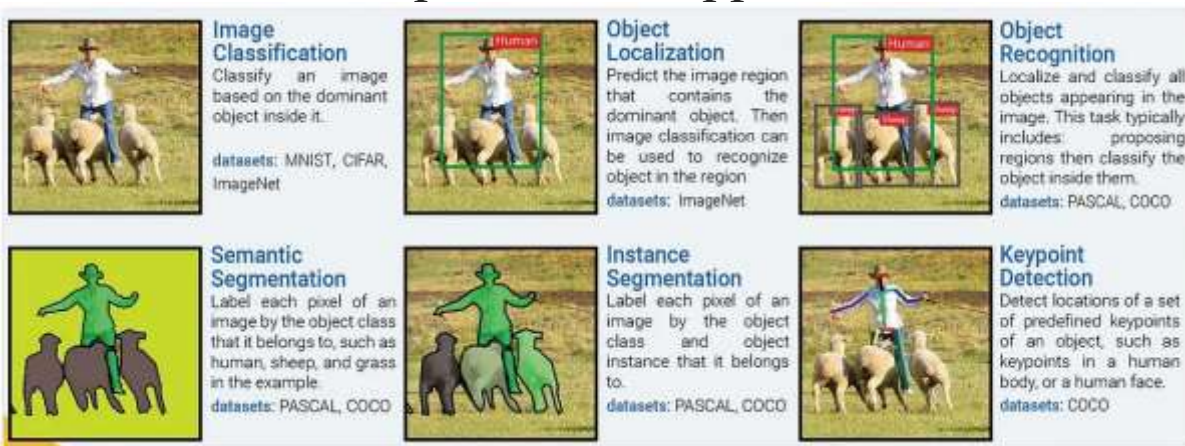 Image
Classification
Classify an image
based on the dominant
object inside it.
datasets: MNIST, CIFAR,
ImageNet
Human
Object
Localization
Predict the image region
that contains the
dominant object. Then
image classification can
be used to recognize
object in the region
datasets: ImageNet
Human
Sheep
Object
Recognition
Localize and classify all
objects appearing in the
image. This task typically
includes: proposing
regions then classify the
object inside them.
datasets: PASCAL, COCO
Semantic
Segmentation
Label each pixel of an
image by the object class
that it belongs to, such as
human, sheep, and grass
in the example.
datasets: PASCAL, COCO
Instance
Segmentation
Label each pixel of an
image by the object
class and object
instance that it belongs
to.
datasets: PASCAL, COCO
Keypoint
Detection
Detect locations of a set
of predefined keypoints
of an object, such as
keypoints in a human
body, or a human face.
datasets: COCO